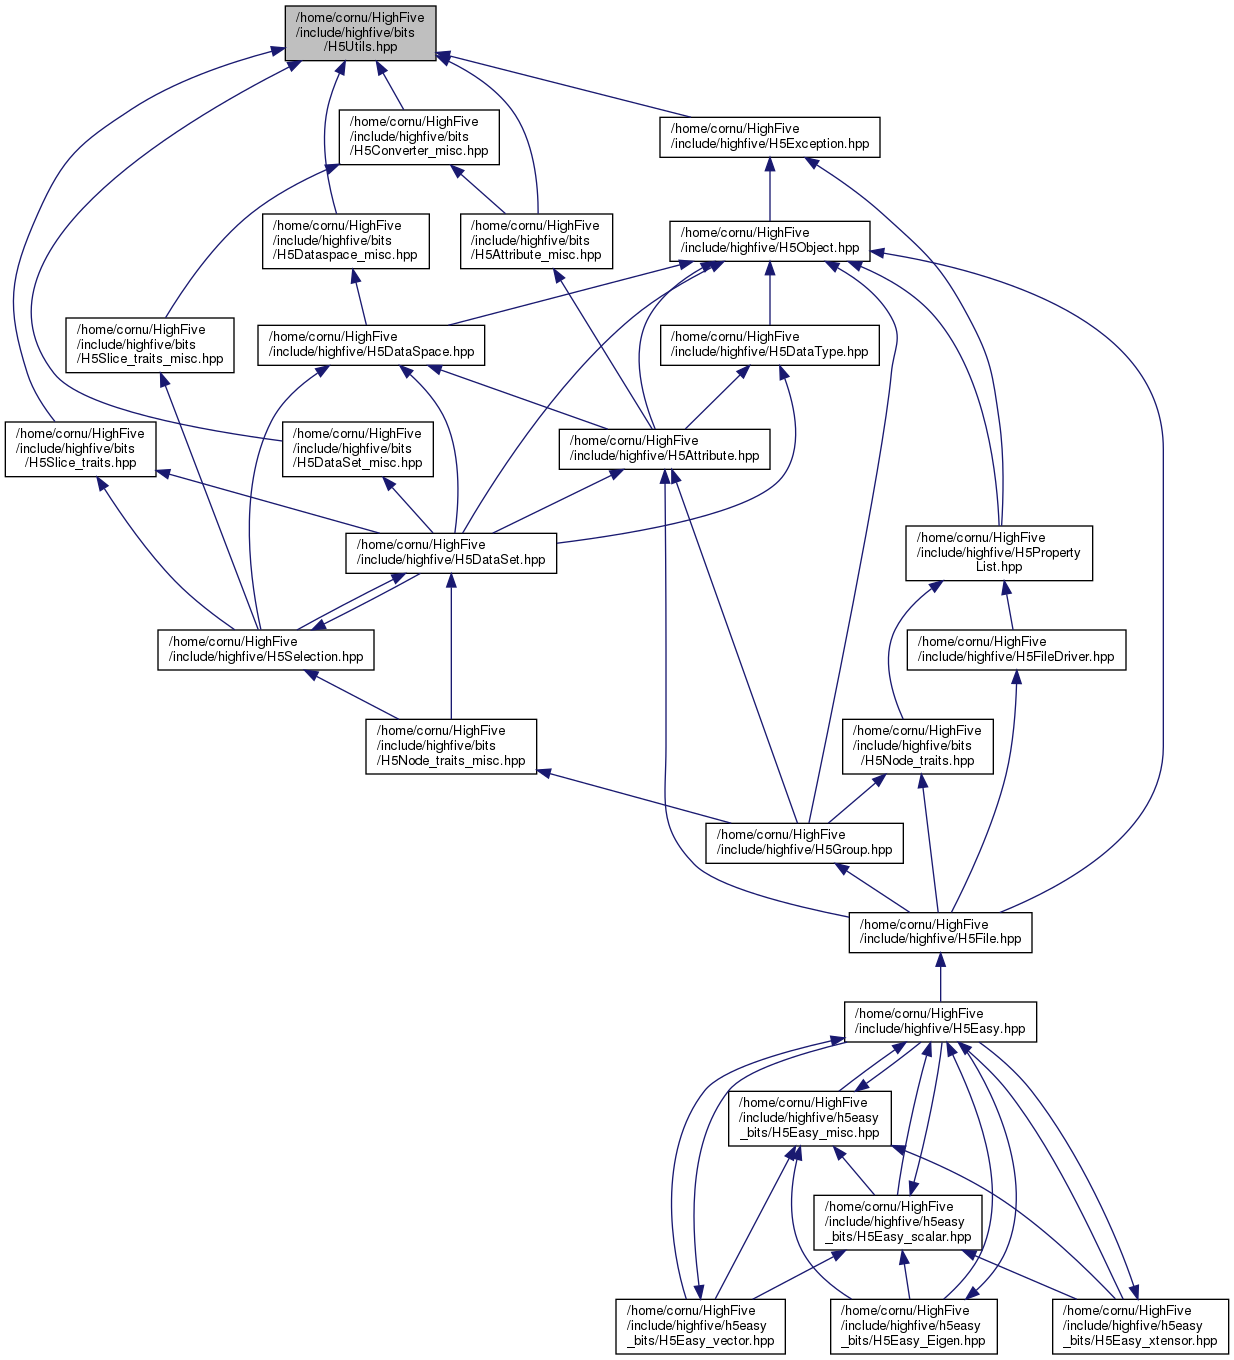 /home/cornu/HighFive
/include/highfive/bits
/H5Utils.hpp
/home/cornu/HighFive
/include/highfive/bits
/H5Converter_misc.hpp
/home/cornu/HighFive
/include/highfive/H5Exception.hpp
/home/cornu/HighFive
/include/highfive/bits
/H5Dataspace_misc.hpp
/home/cornu/HighFive
/include/highfive/bits
/H5Attribute_misc.hpp
/home/cornu/HighFive
/include/highfive/H5Object.hpp
/home/cornu/HighFive
/include/highfive/bits
/H5Slice_traits_misc.hpp
/home/cornu/HighFive
/include/highfive/H5DataSpace.hpp
/home/cornu/HighFive
/include/highfive/H5DataType.hpp
/home/cornu/HighFive
/include/highfive/bits
/H5Slice_traits.hpp
/home/cornu/HighFive
/include/highfive/bits
/H5DataSet_misc.hpp
/home/cornu/HighFive
/include/highfive/H5Attribute.hpp
/home/cornu/HighFive
/include/highfive/H5DataSet.hpp
/home/cornu/HighFive
/include/highfive/H5Property
List.hpp
/home/cornu/HighFive
/include/highfive/H5Selection.hpp
/home/cornu/HighFive
/include/highfive/H5FileDriver.hpp
/home/cornu/HighFive
/include/highfive/bits
/H5Node_traits_misc.hpp
/home/cornu/HighFive
/include/highfive/bits
/H5Node_traits.hpp
/home/cornu/HighFive
/include/highfive/H5Group.hpp
/home/cornu/HighFive
/include/highfive/H5File.hpp
/home/cornu/HighFive
/include/highfive/H5Easy.hpp
/home/cornu/HighFive
/include/highfive/h5easy
_bits/H5Easy_misc.hpp
/home/cornu/HighFive
/include/highfive/h5easy
_bits/H5Easy_scalar.hpp
/home/cornu/HighFive
/include/highfive/h5easy
_bits/H5Easy_vector.hpp
/home/cornu/HighFive
/include/highfive/h5easy
_bits/H5Easy_Eigen.hpp
/home/cornu/HighFive
/include/highfive/h5easy
_bits/H5Easy_xtensor.hpp